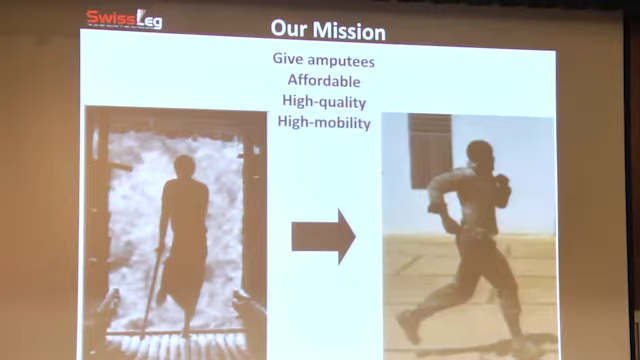 SwissLeg
Our Mission
Give amputees
Affordable
High-quality
High-mobility